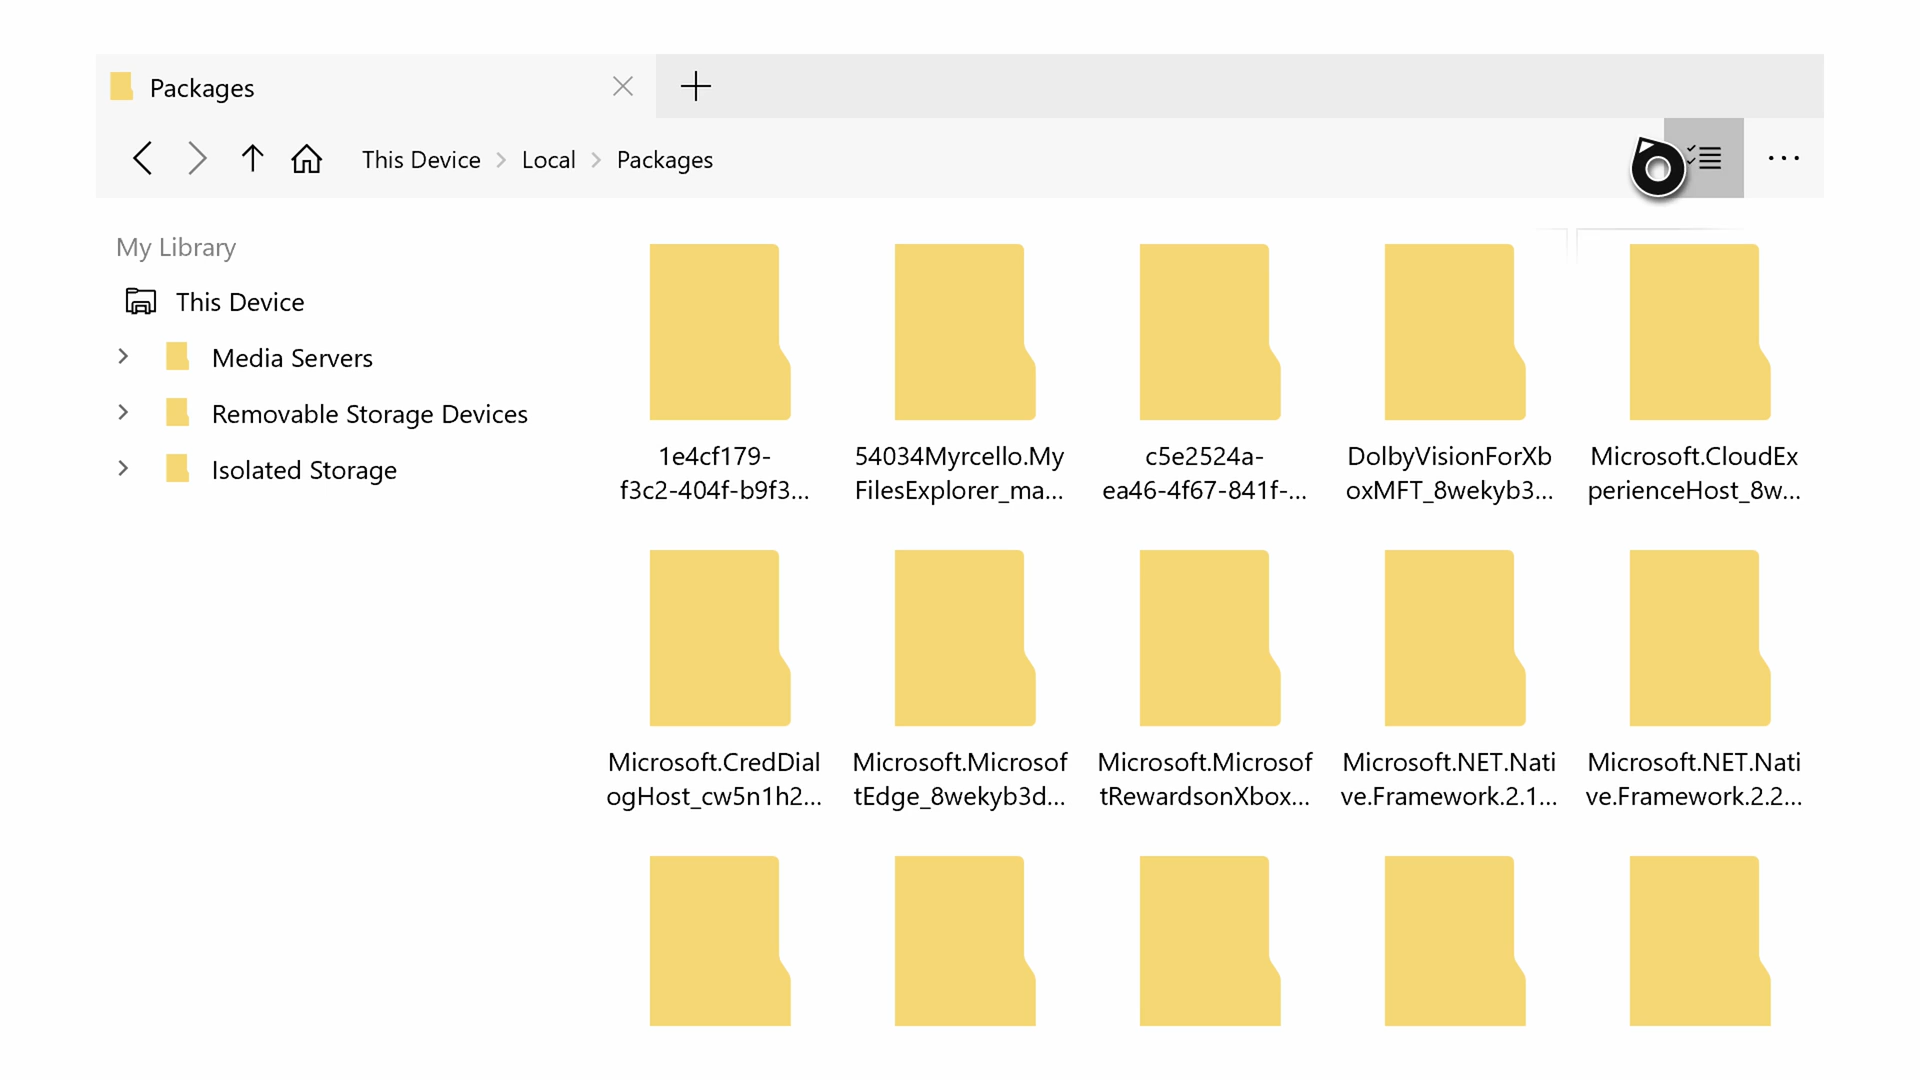 Packages
This Device
Local
Packages
My Library
This Device
Media Servers
Removable Storage Devices
Isolated Storage
1e4cf179-
f3c2-404f-b9f3...
54034Myrcello.My
FilesExplorer_ma...
c5e2524a-
ea46-4f67-841f-...
DolbyVisionForXb
oxMFT_8wekyb3...
Microsoft.CloudEx
perienceHost_8w...
Microsoft.CredDial
ogHost_cw5n1h2...
Microsoft.Microsof
tEdge_8wekyb3d...
Microsoft.Microsof
tRewardsonXbox...
Microsoft.NET.Nati
ve.Framework.2.1...
Microsoft.NET.Nati
ve.Framework.2.2...